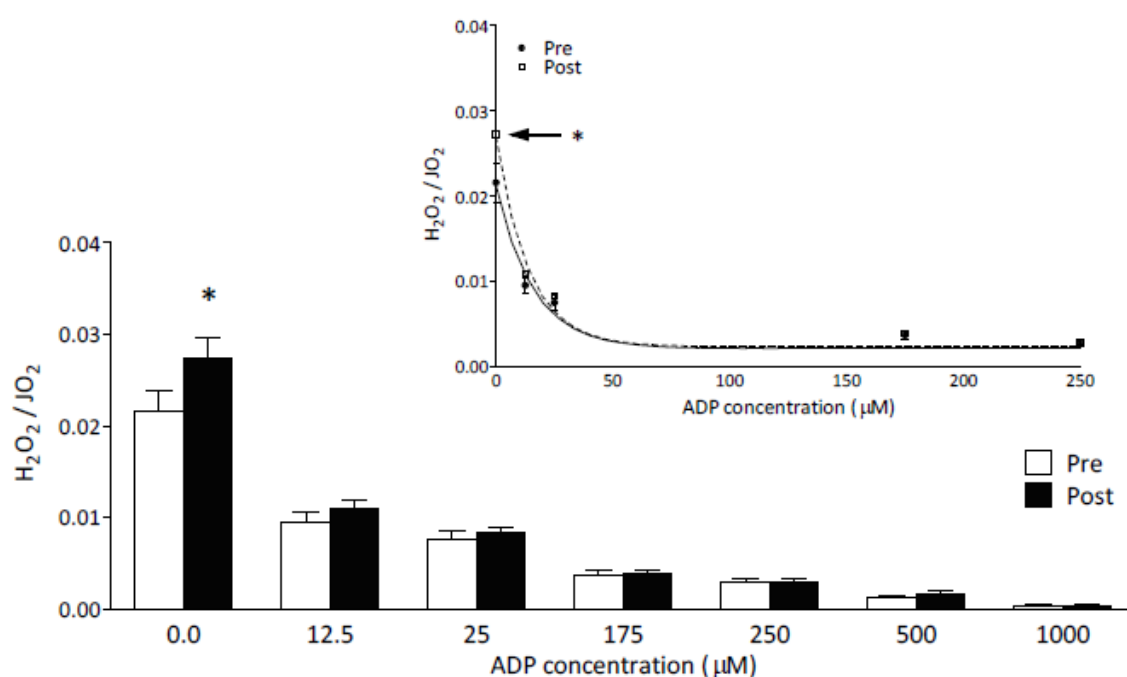 0.04
Pre
Post
0.03
*
H₂O₂ / JO₂
0.02
0.01
0.00
0 50 100 150 200 250
ADP concentration (μM)
0.04
*
0.03
H₂O₂ / JO₂
0.02
0.01
0.00
Pre
Post
0.0 12.5 25 175 250 500 1000
ADP concentration (μM)